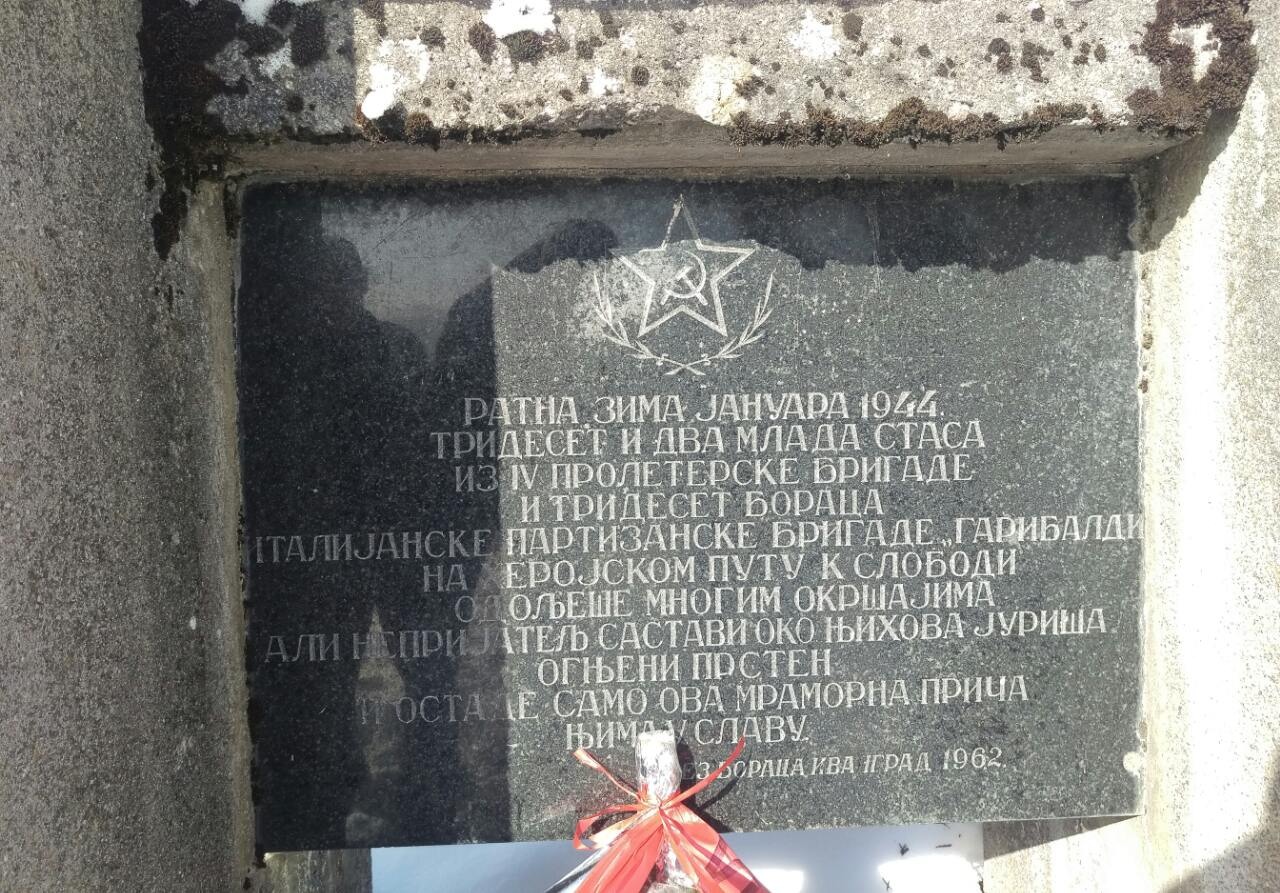 РАТНА ЗИМА ЈАНУАРА 1944.
ТРИДЕСЕТ И ДВА МЛАДА СТАСА
ИЗ IV ПРОЛЕТЕРСКЕ БРИГАДЕ
И ТРИДЕСЕТ БОРАЦА
ИТАЛИЈАНСКЕ ПАРТИЗАНСКЕ БРИГАДЕ „ГАРИБАЛДИ
НА ХЕРОЈСКОМ ПУТУ К СЛОБОДИ
ОДОЉЕШЕ МНОГИМ ОКРШАЈИМА
АЛИ НЕПРИЈАТЕЉ САСТАВИ ОКО ЊИХОВА ЈУРИША
ОГЊЕНИ ПРСТЕН
И ОСТАДЕ САМО ОВА МРАМОРНА ПРИЧА
ЊИМА У СЛАВУ.
БОРАЦА 1962